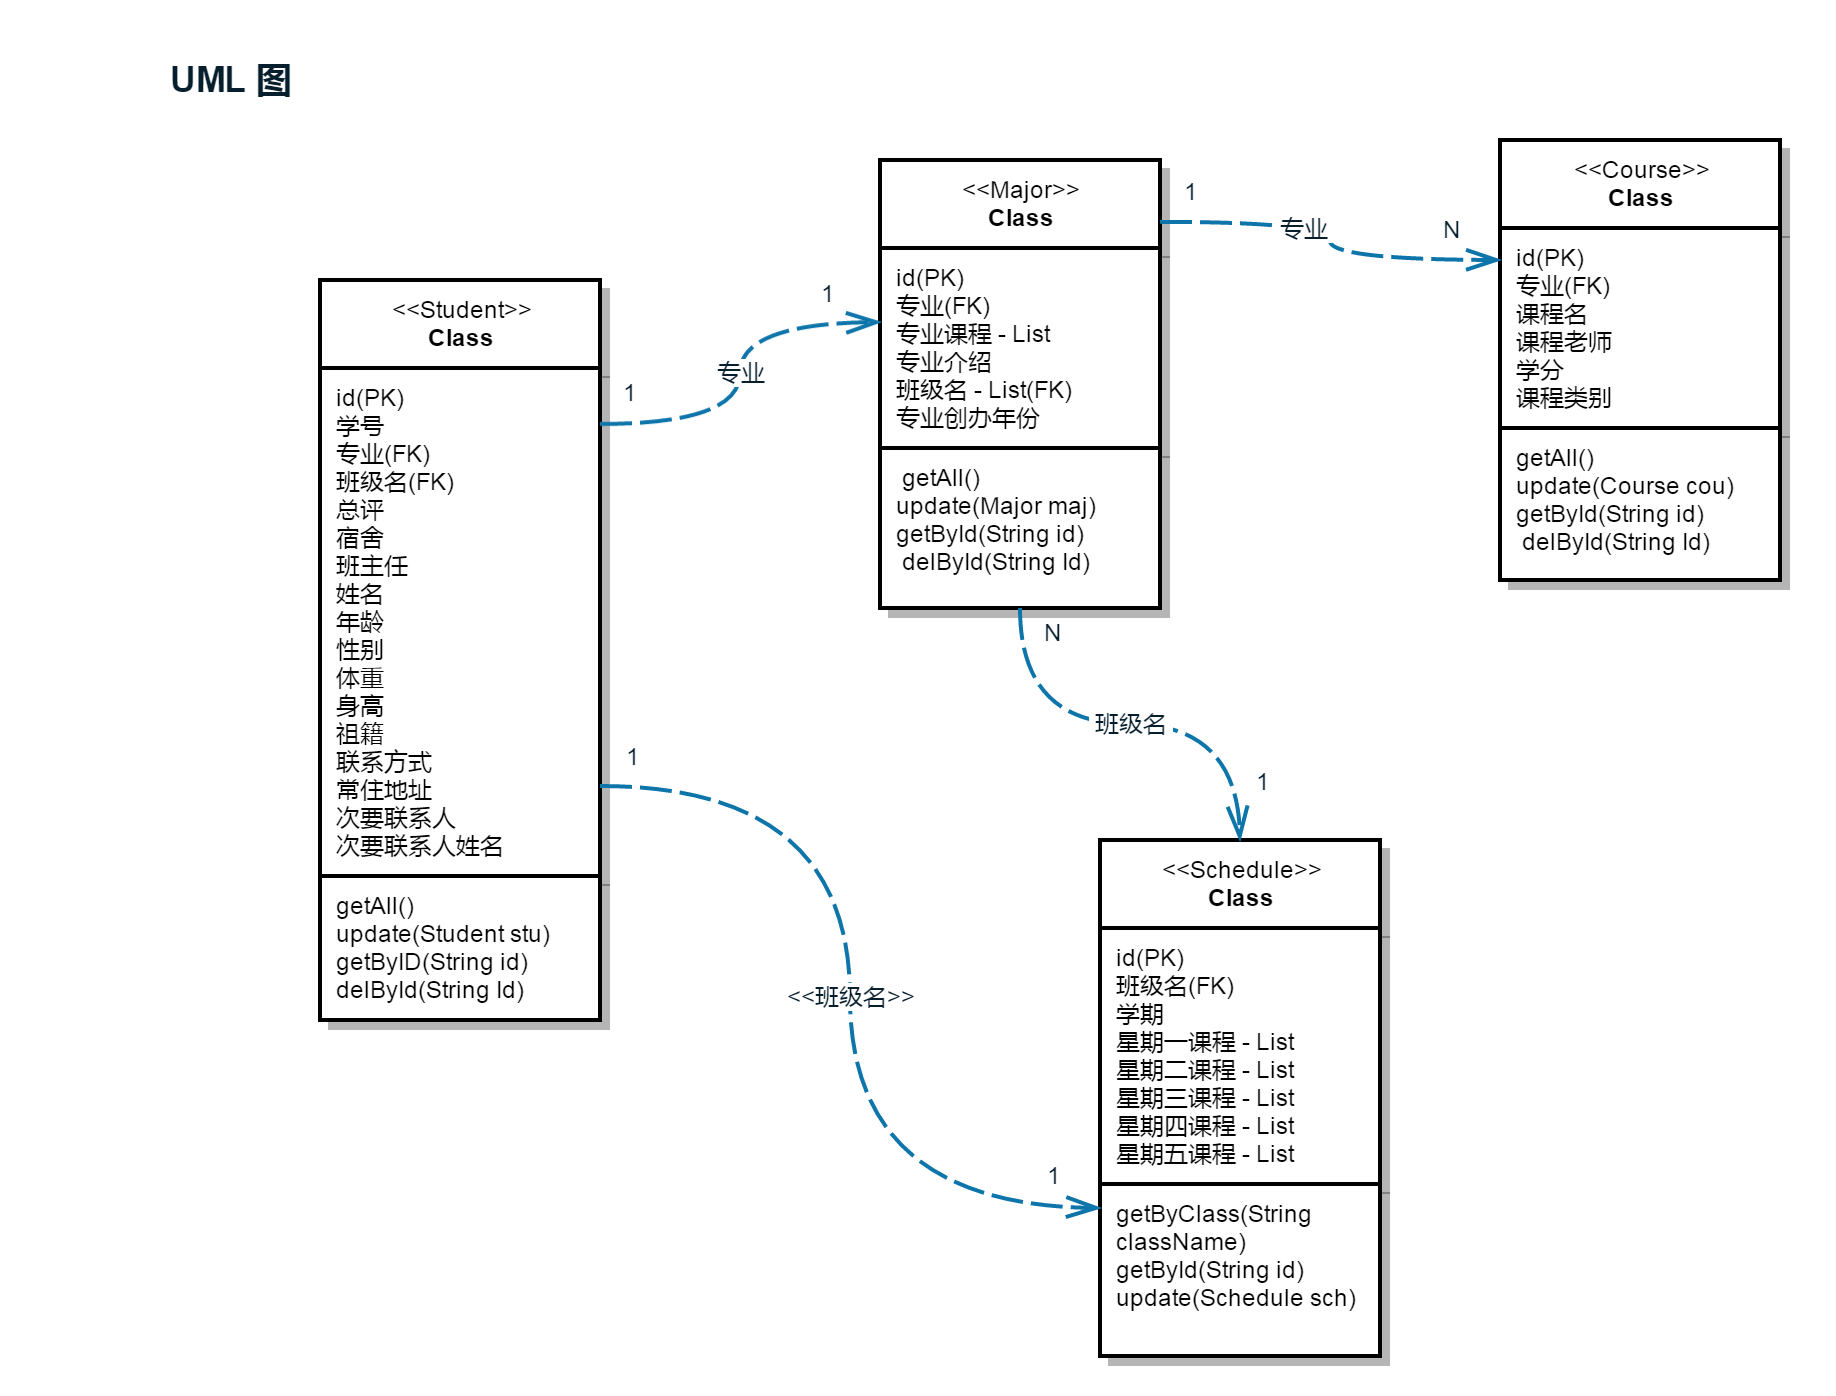 UML 图
<<Student>>
Class
id(PK)
学号
专业(FK)
班级名(FK)
总评
宿舍
班主任
姓名
年龄
性别
体重
身高
祖籍
联系方式
常住地址
次要联系人
次要联系人姓名
getAll()
update(Student stu)
getByID(String id)
delById(String Id)
1
专业
1
<<Major>>
Class
id(PK)
专业(FK)
专业课程 - List
专业介绍
班级名 - List(FK)
专业创办年份
getAll()
update(Major maj)
getById(String id)
delById(String Id)
1
专业
N
<<Course>>
Class
id(PK)
专业(FK)
课程名
课程老师
学分
课程类别
getAll()
update(Course cou)
getById(String id)
delById(String Id)
N
班级名
1
1
<<班级名>>
1
<<Schedule>>
Class
id(PK)
班级名(FK)
学期
星期一课程 - List
星期二课程 - List
星期三课程 - List
星期四课程 - List
星期五课程 - List
getByClass(String
className)
getById(String id)
update(Schedule sch)